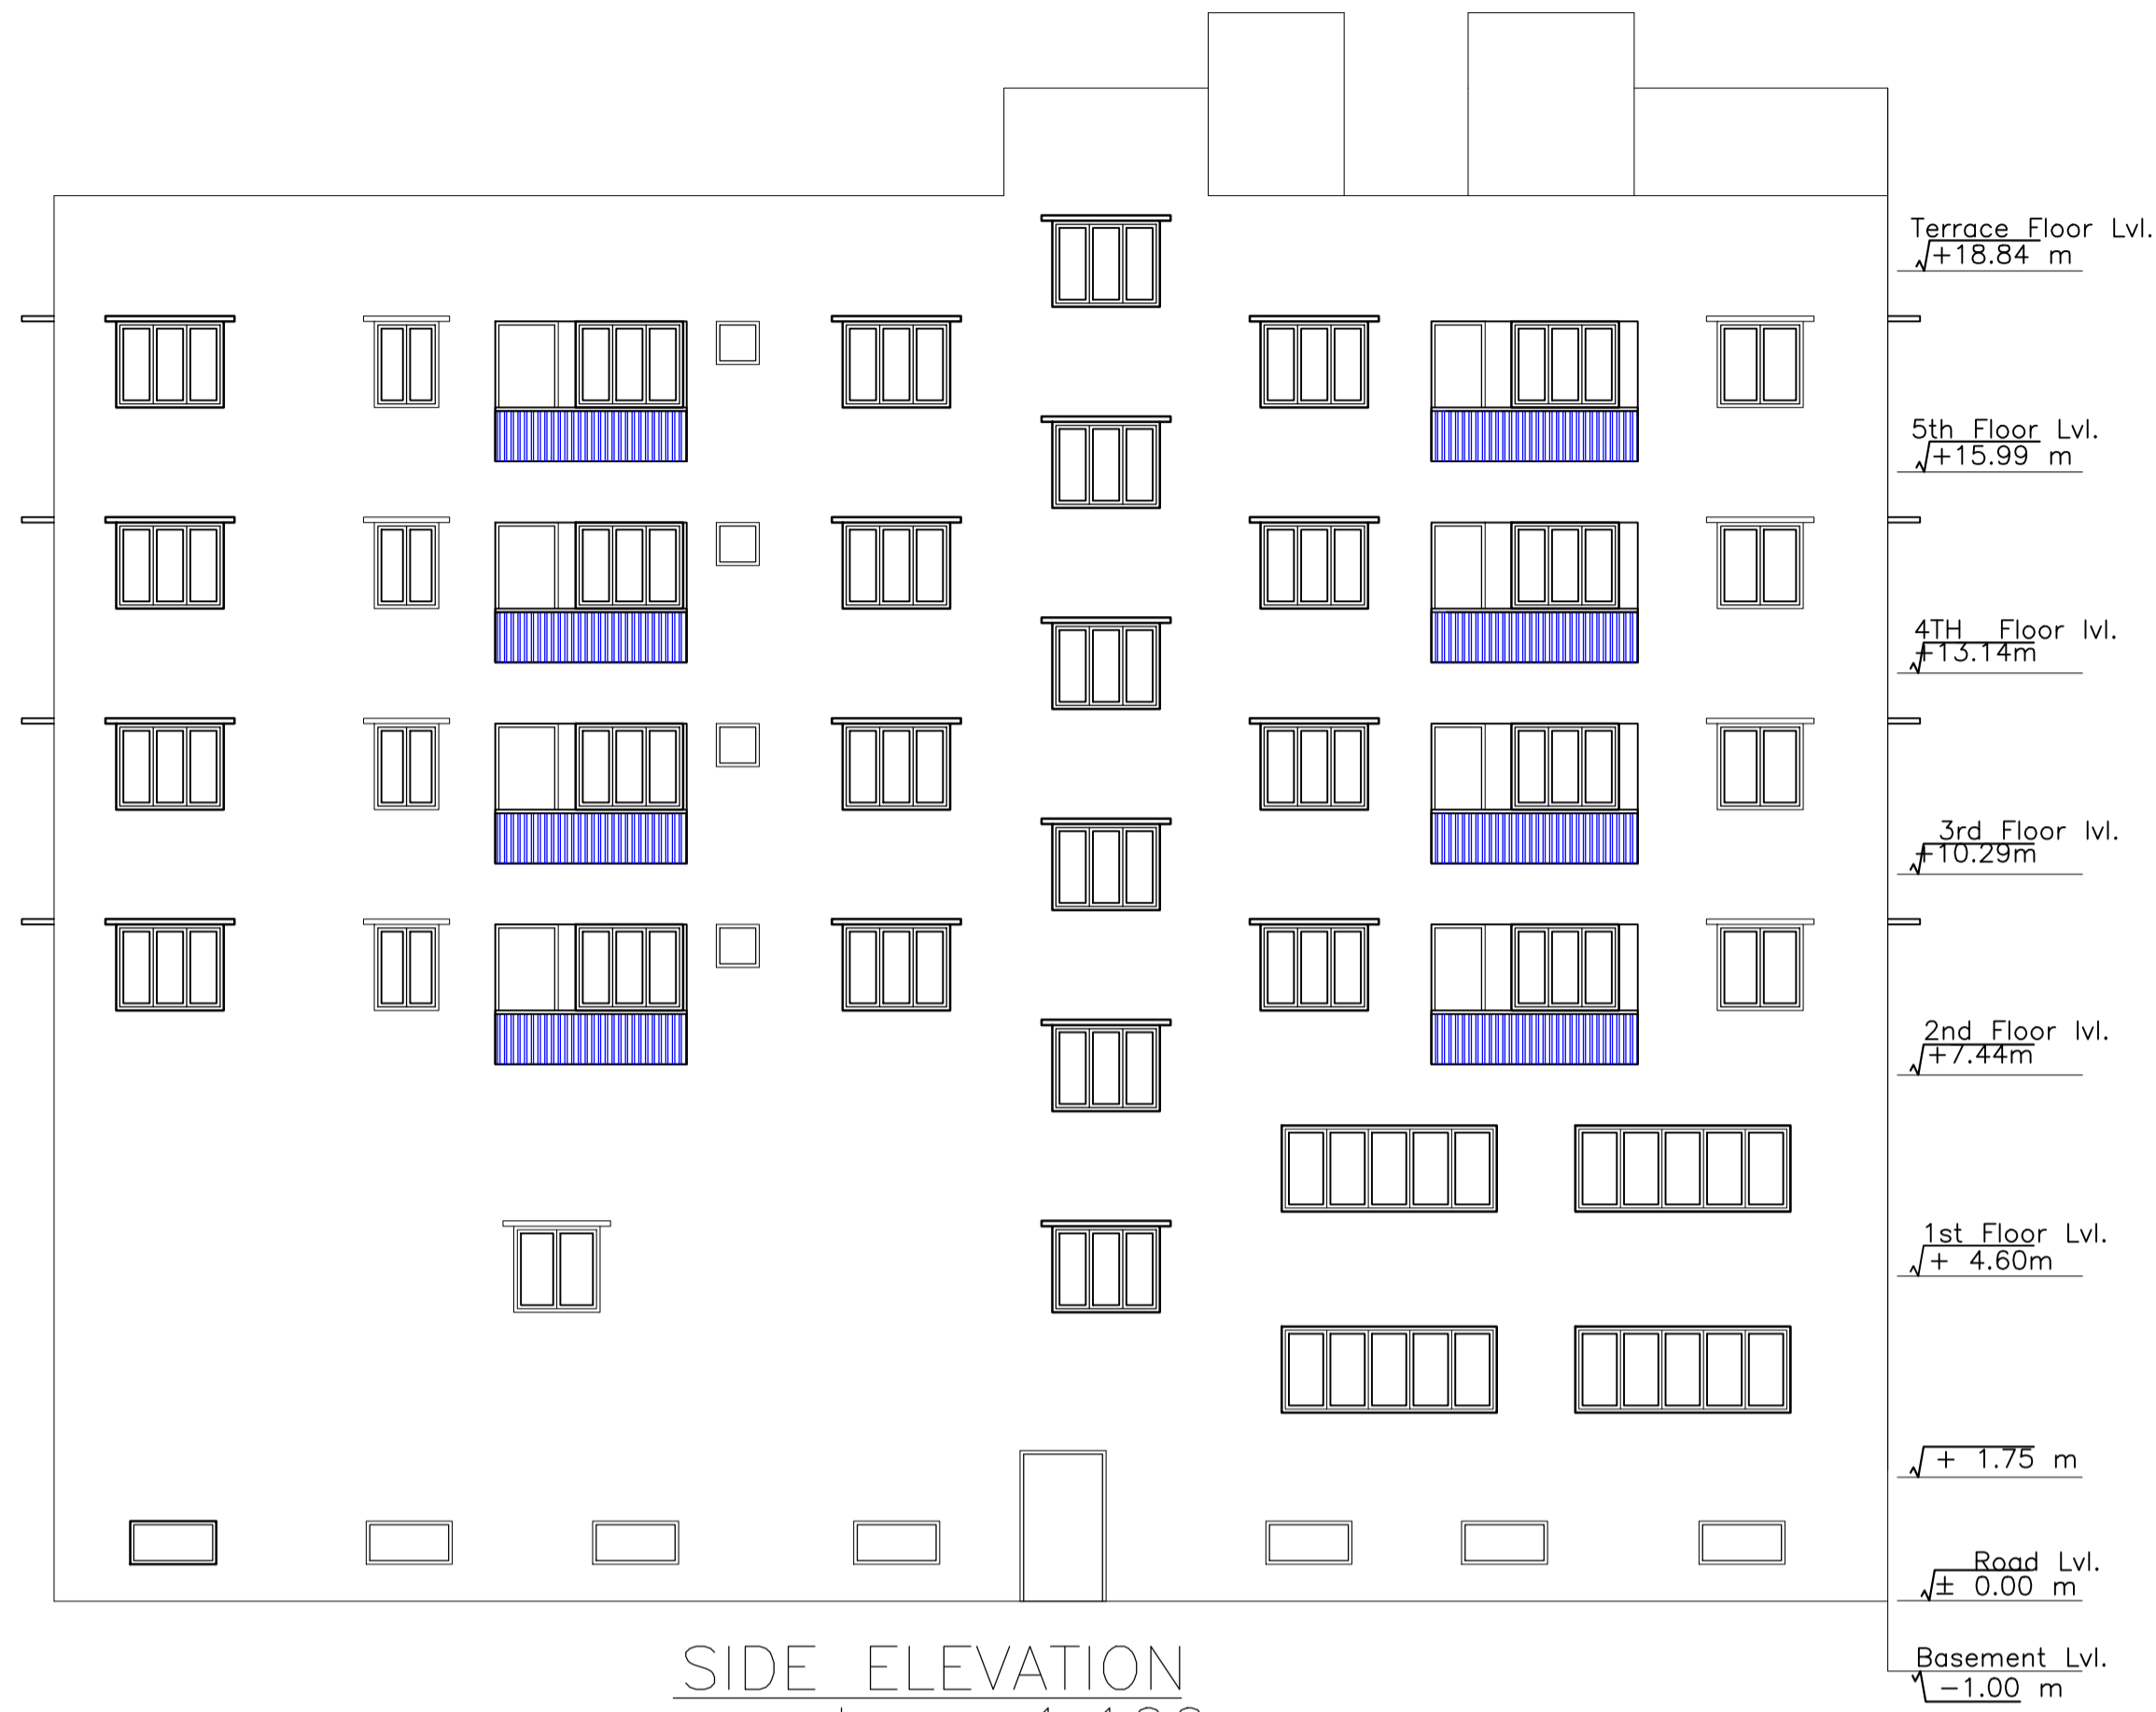 Terrace Floor Lvl.
+18.84 m
5th Floor Lvl.
+15.99 m
4TH Floor lvl.
+13.14m
3rd Floor lvl.
+10.29m
2nd Floor lvl.
+7.44m
1st Floor Lvl.
+ 4.60m
+ 1.75 m
Road Lvl.
± 0.00 m
Basement Lvl.
-1.00 m
SIDE ELEVATION